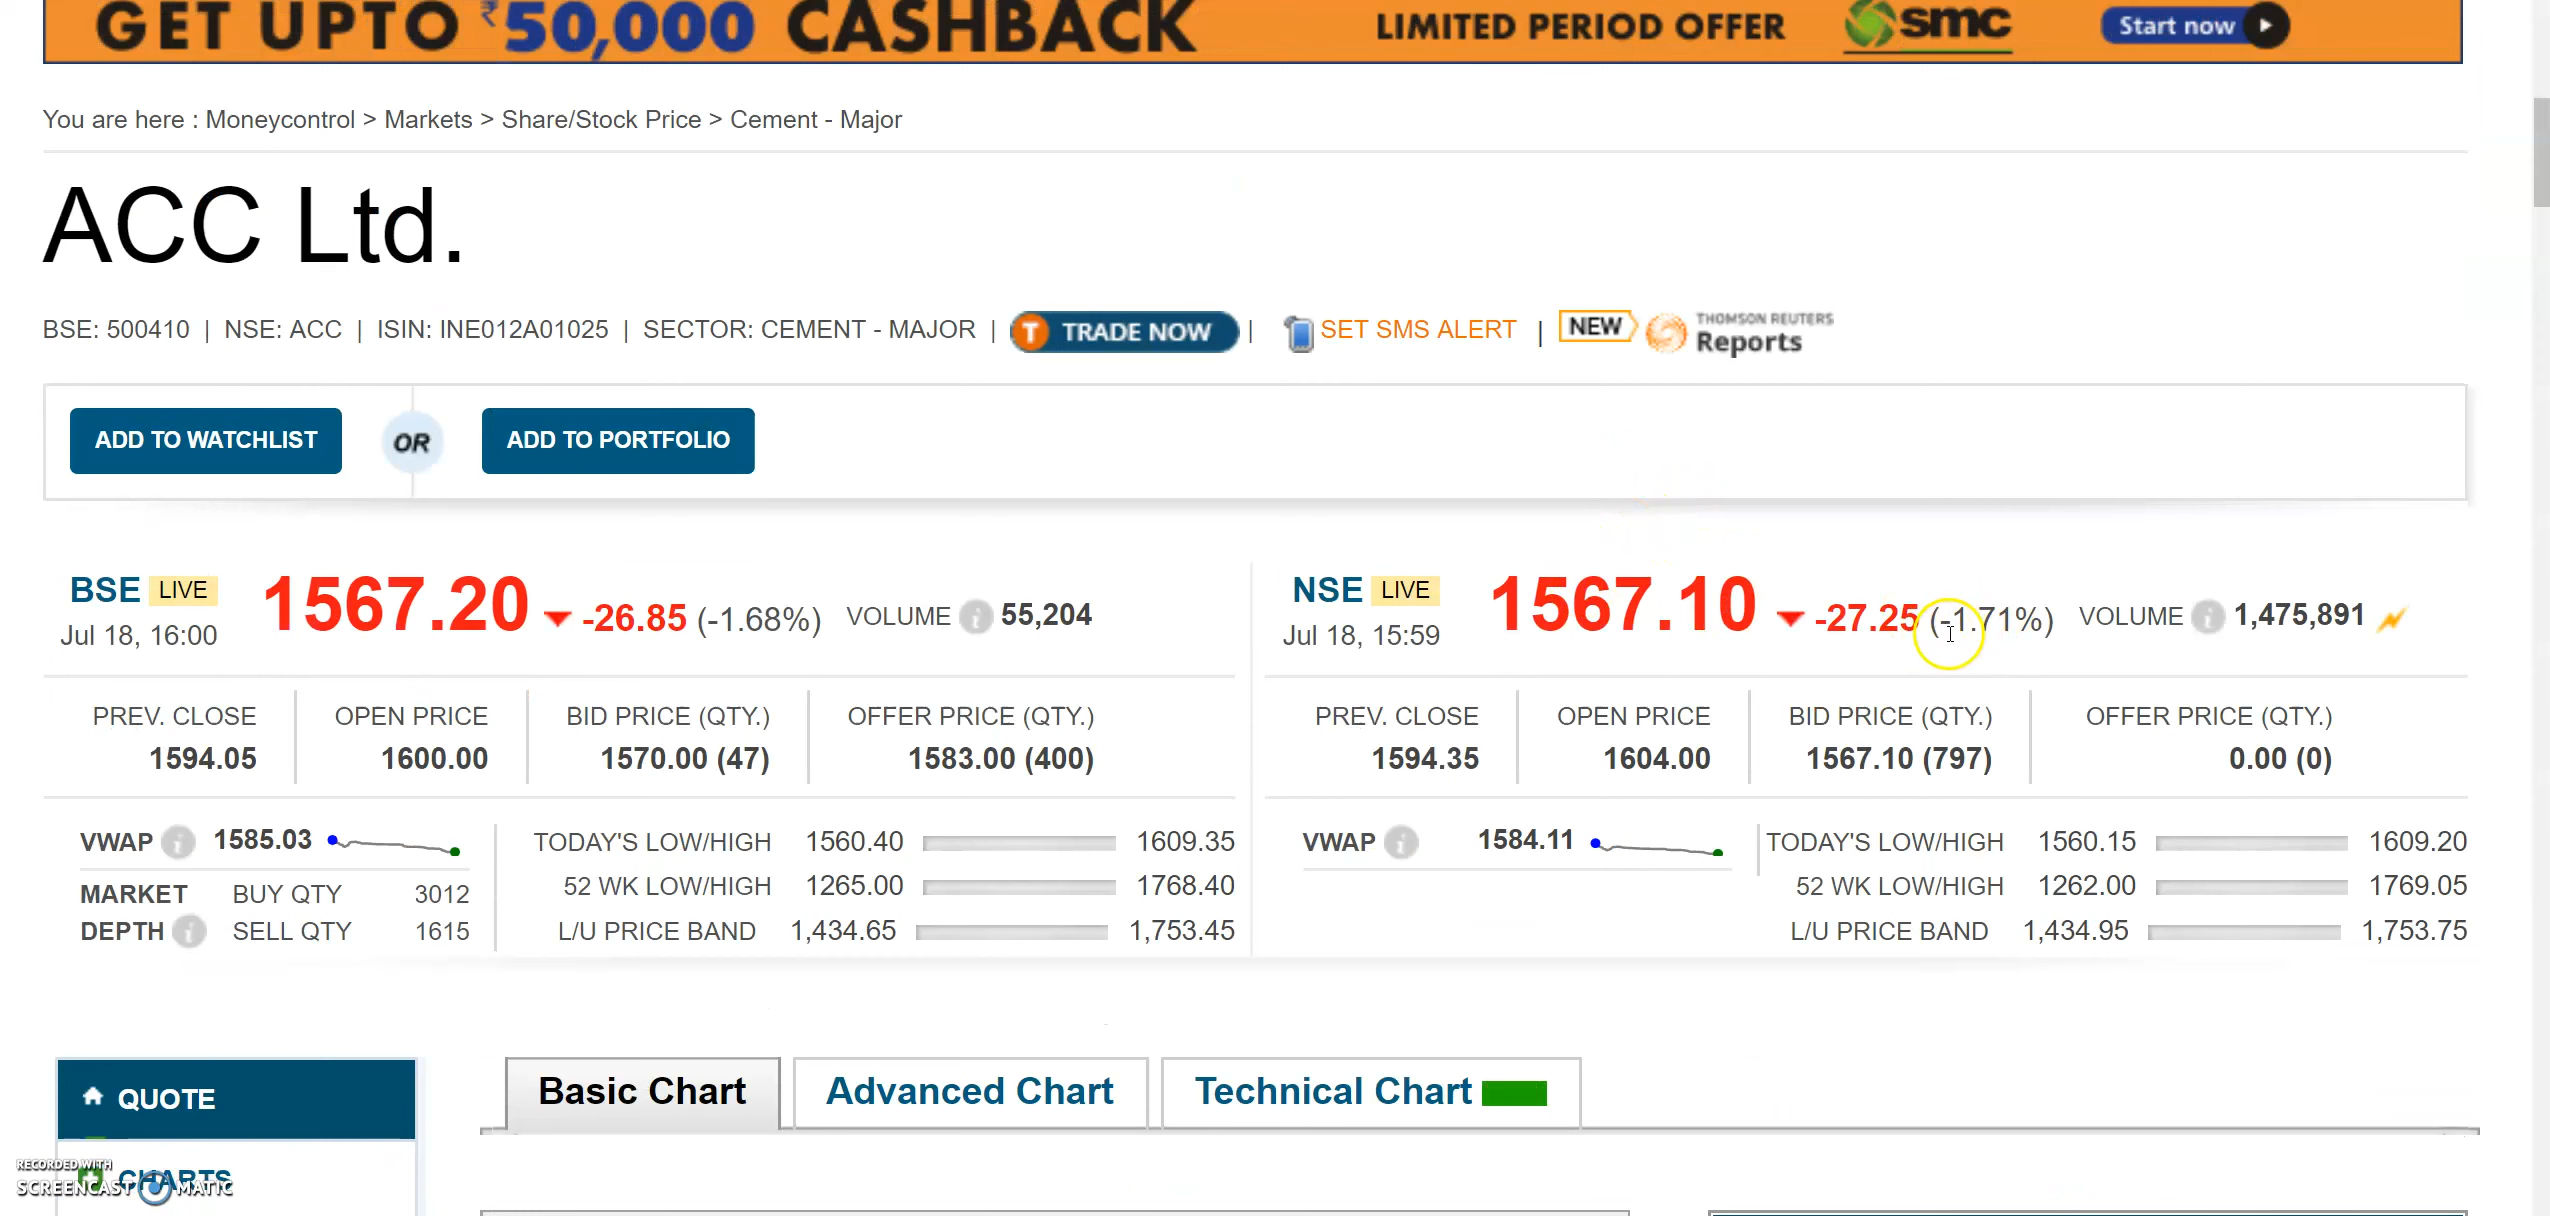 GET UPTO ₹50,000 CASHBACK LIMITED PERIOD OFFER smc Start now
You are here : Moneycontrol > Markets > Share/Stock Price > Cement - Major
ACC Ltd.
BSE: 500410 | NSE: ACC | ISIN: INE012A01025 | SECTOR: CEMENT - MAJOR | T TRADE NOW | SET SMS ALERT | NEW THOMSON REUTERS Reports
ADD TO WATCHLIST OR ADD TO PORTFOLIO
BSE LIVE 1567.20 -26.85 (-1.68%) VOLUME i 55,204
Jul 18, 16:00
PREV. CLOSE OPEN PRICE BID PRICE (QTY.) OFFER PRICE (QTY.)
1594.05 1600.00 1570.00 (47) 1583.00 (400)
VWAP i 1585.03 TODAY'S LOW/HIGH 1560.40 1609.35
MARKET BUY QTY 3012 52 WK LOW/HIGH 1265.00 1768.40
DEPTH i SELL QTY 1615 L/U PRICE BAND 1,434.65 1,753.45
NSE LIVE 1567.10 -27.25 (-1.71%) VOLUME i 1,475,891
Jul 18, 15:59
PREV. CLOSE OPEN PRICE BID PRICE (QTY.) OFFER PRICE (QTY.)
1594.35 1604.00 1567.10 (797) 0.00 (0)
VWAP i 1584.11 TODAY'S LOW/HIGH 1560.15 1609.20
52 WK LOW/HIGH 1262.00 1769.05
L/U PRICE BAND 1,434.95 1,753.75
QUOTE
CHARTS
Basic Chart Advanced Chart Technical Chart
RECORDED WITH
SCREENCAST MATIC